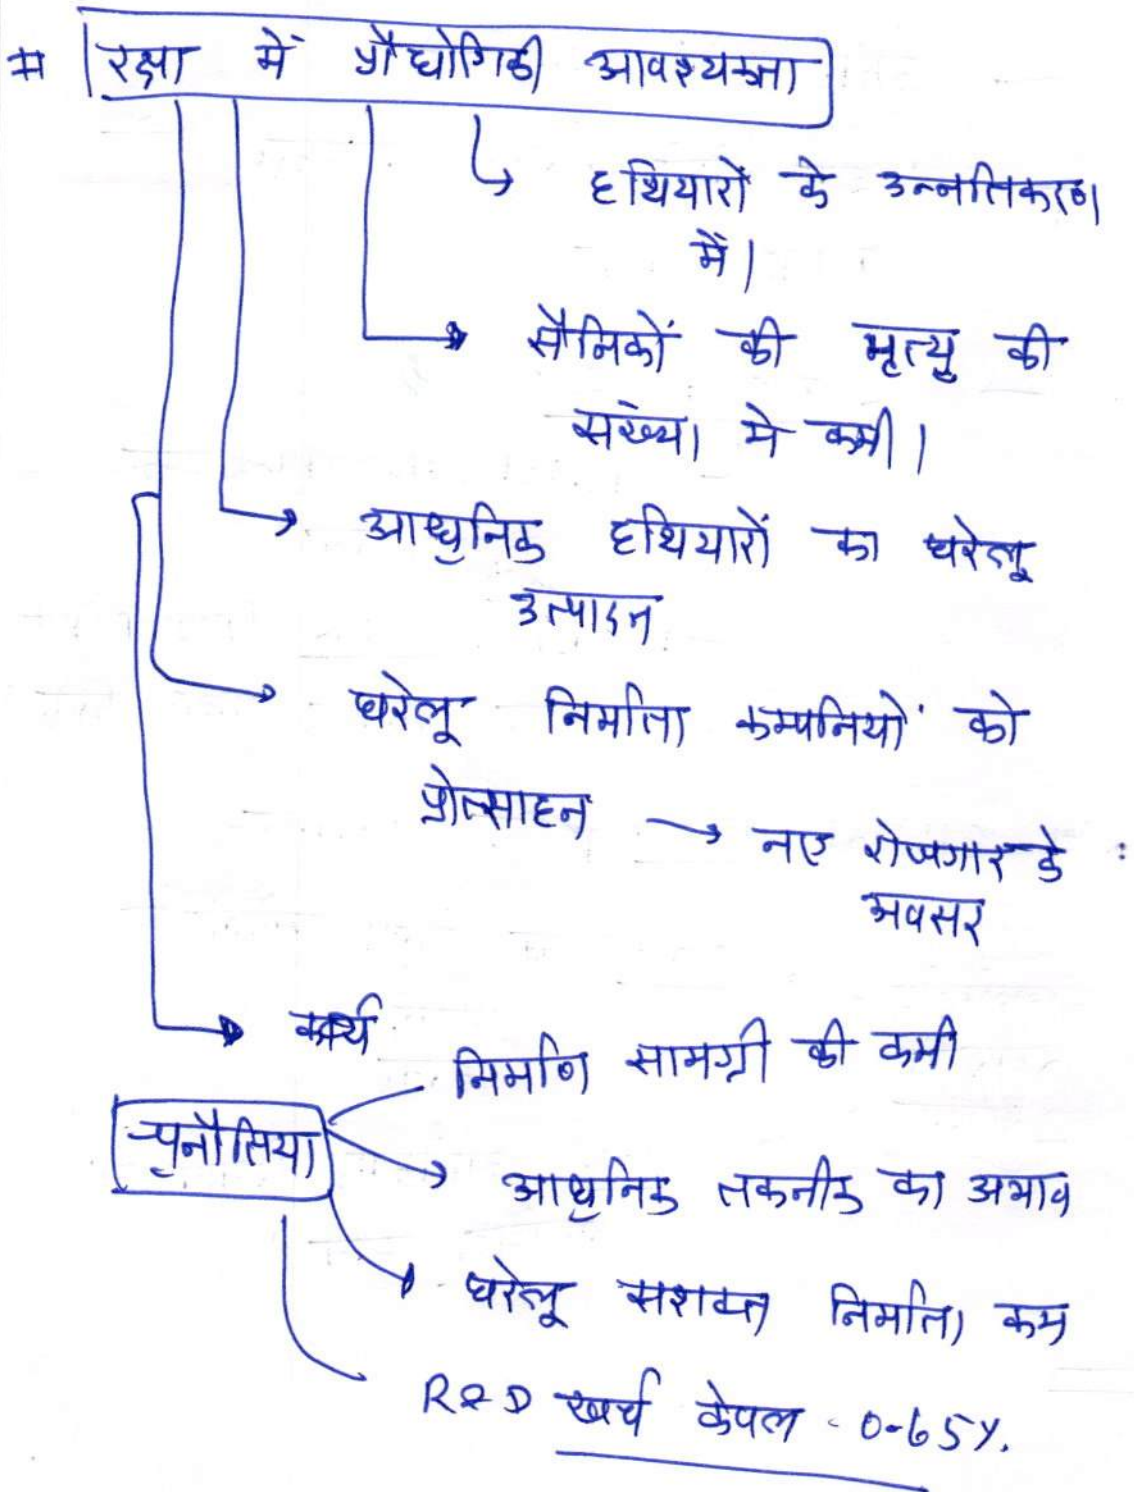 # रक्षा में प्रौद्योगिकी आवश्यक्ता
हथियारों के उन्नतिकरण
में।
सैनिकों की मृत्यु की
संख्या मे कमी।
आधुनिक हथियारों का घरेलू
उत्पादन
घरेलू निर्माता कम्पनियों को
प्रोत्साहन → नए रोजगार के
अवसर
कार्य
निर्माण सामग्री की कमी
चुनौतिया
आधुनिक तकनीक का अभाव
घरेलू सशक्त निर्माता कम
R&D खर्च केवल 0.65%.